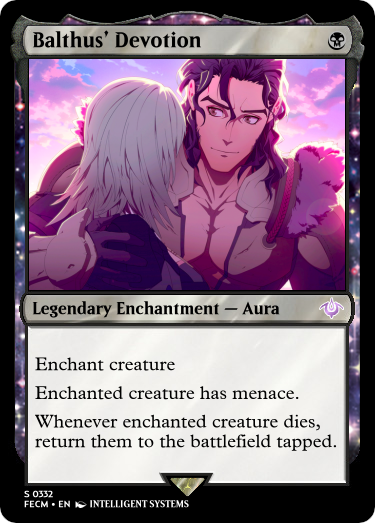 Balthus’ Devotion
Legendary Enchantment — Aura
Enchant creature
Enchanted creature has menace.
Whenever enchanted creature dies,
return them to the battlefield tapped.
S 0332
FECM • EN INTELLIGENT SYSTEMS